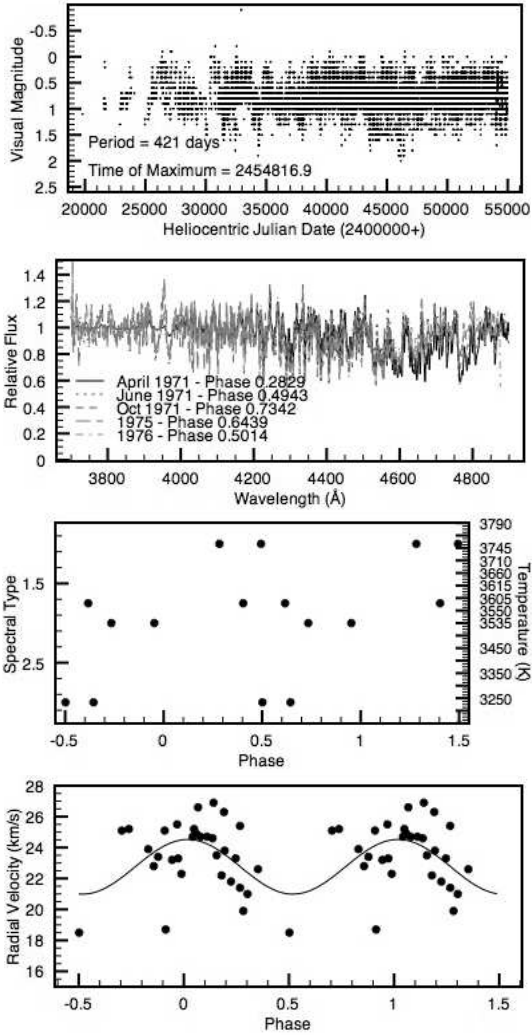 -0.5
0
0.5
1
1.5
2
2.5
Visual Magnitude
Period = 421 days
Time of Maximum = 2454816.9
20000 25000 30000 35000 40000 45000 50000 55000
Heliocentric Julian Date (2400000+)
1.4
1.2
1
0.8
0.6
0.4
0.2
0
Relative Flux
April 1971 - Phase 0.2829
June 1971 - Phase 0.4943
Oct 1971 - Phase 0.7342
1975 - Phase 0.6439
1976 - Phase 0.5014
3800 4000 4200 4400 4600 4800
Wavelength (Å)
1.5
2.5
Spectral Type
3790
3745
3710
3660
3615
3605
3550
3535
3450
3350
3250
Temperature (K)
-0.5 0 0.5 1 1.5
Phase
28
26
24
22
20
18
16
Radial Velocity (km/s)
-0.5 0 0.5 1 1.5
Phase